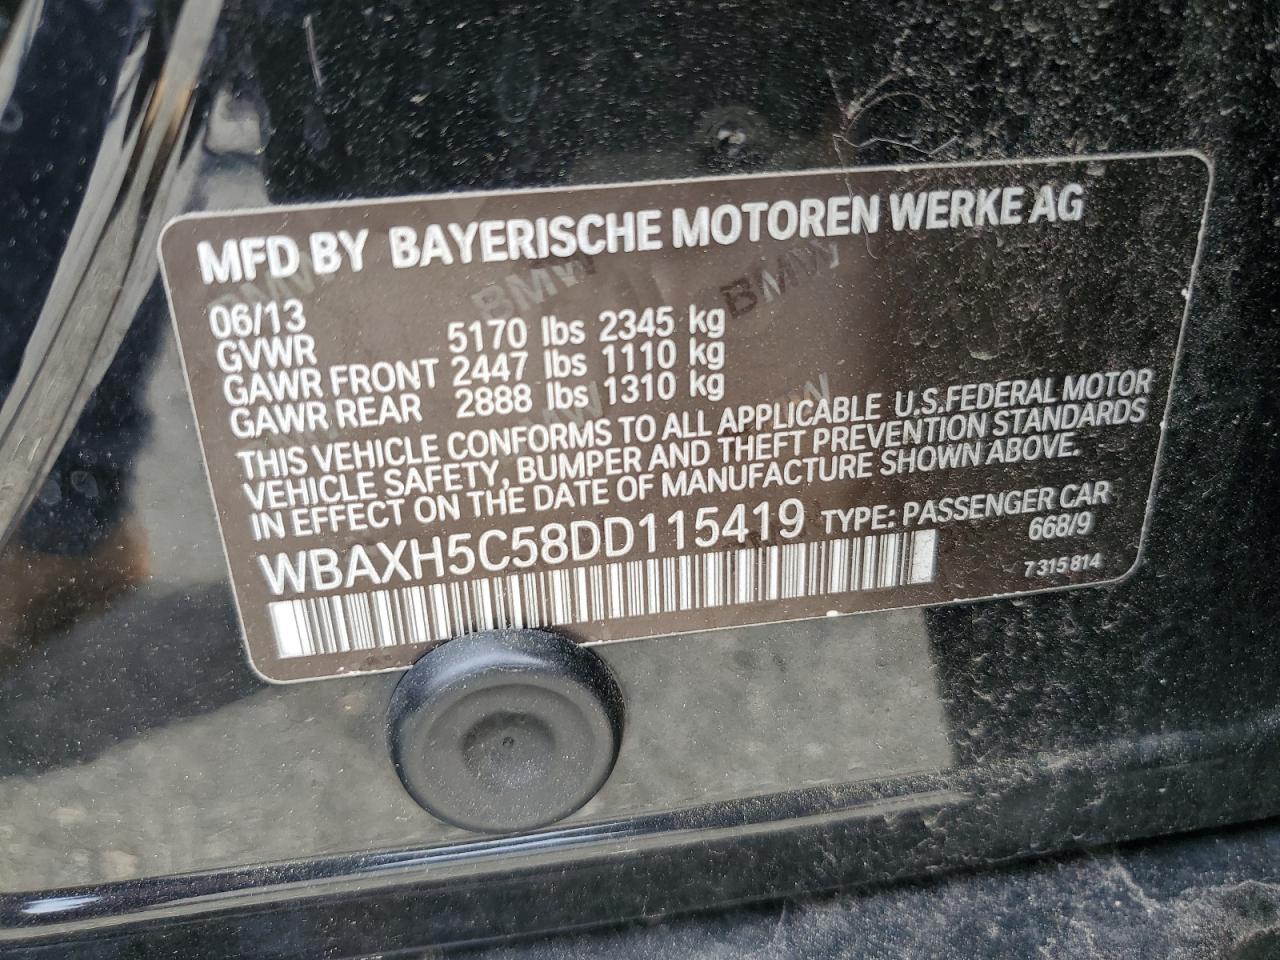 MFD BY BAYERISCHE MOTOREN WERKE AG
06/13
GVWR 5170 lbs 2345 kg
GAWR FRONT 2447 lbs 1110 kg
GAWR REAR 2888 lbs 1310 kg
THIS VEHICLE CONFORMS TO ALL APPLICABLE U.S.FEDERAL MOTOR
VEHICLE SAFETY, BUMPER AND THEFT PREVENTION STANDARDS
IN EFFECT ON THE DATE OF MANUFACTURE SHOWN ABOVE.
WBAXH5C58DD115419 TYPE: PASSENGER CAR
668/9
7 315 814
BMW
BMW
BMW